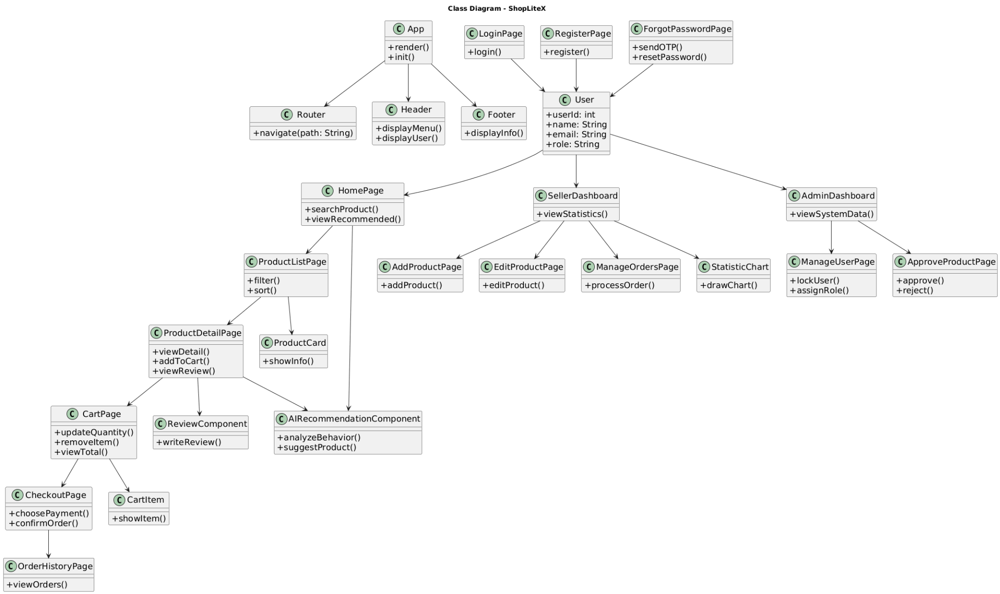 Class Diagram - ShopLiteX
C App
+render()
+init()
C LoginPage
+login()
C RegisterPage
+register()
C ForgotPasswordPage
+sendOTP()
+resetPassword()
C Router
+navigate(path: String)
C Header
+displayMenu()
+displayUser()
C Footer
+displayInfo()
C User
+userId: int
+name: String
+email: String
+role: String
C HomePage
+searchProduct()
+viewRecommended()
C SellerDashboard
+viewStatistics()
C AdminDashboard
+viewSystemData()
C ProductListPage
+filter()
+sort()
C AddProductPage
+addProduct()
C EditProductPage
+editProduct()
C ManageOrdersPage
+processOrder()
C StatisticChart
+drawChart()
C ManageUserPage
+lockUser()
+assignRole()
C ApproveProductPage
+approve()
+reject()
C ProductDetailPage
+viewDetail()
+addToCart()
+viewReview()
C ProductCard
+showInfo()
C CartPage
+updateQuantity()
+removeItem()
+viewTotal()
C ReviewComponent
+writeReview()
C AIRecommendationComponent
+analyzeBehavior()
+suggestProduct()
C CheckoutPage
+choosePayment()
+confirmOrder()
C CartItem
+showItem()
C OrderHistoryPage
+viewOrders()